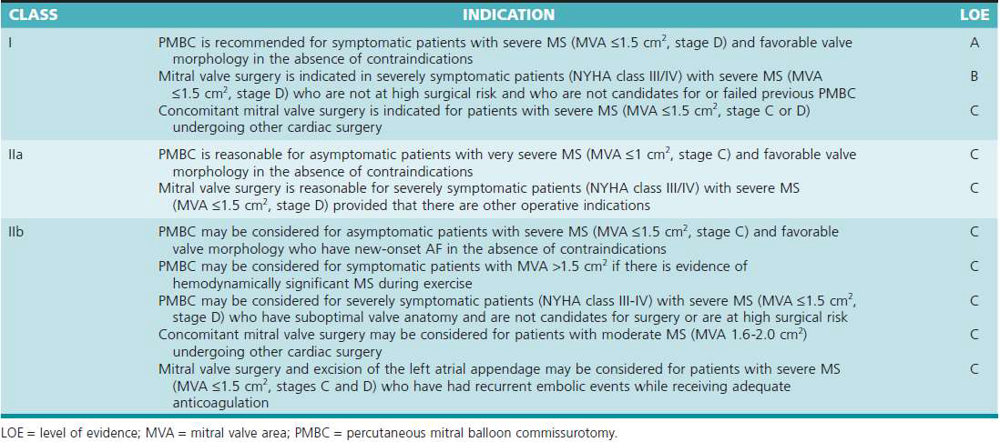 CLASS INDICATION LOE
I PMBC is recommended for symptomatic patients with severe MS (MVA ≤1.5 cm², stage D) and favorable valve A
morphology in the absence of contraindications
Mitral valve surgery is indicated in severely symptomatic patients (NYHA class III/IV) with severe MS (MVA B
≤1.5 cm², stage D) who are not at high surgical risk and who are not candidates for or failed previous PMBC
Concomitant mitral valve surgery is indicated for patients with severe MS (MVA ≤1.5 cm², stage C or D) C
undergoing other cardiac surgery
IIa PMBC is reasonable for asymptomatic patients with very severe MS (MVA ≤1 cm², stage C) and favorable valve C
morphology in the absence of contraindications
Mitral valve surgery is reasonable for severely symptomatic patients (NYHA class III/IV) with severe MS C
(MVA ≤1.5 cm², stage D) provided that there are other operative indications
IIb PMBC may be considered for asymptomatic patients with severe MS (MVA ≤1.5 cm², stage C) and favorable C
valve morphology who have new-onset AF in the absence of contraindications
PMBC may be considered for symptomatic patients with MVA >1.5 cm² if there is evidence of C
hemodynamically significant MS during exercise
PMBC may be considered for severely symptomatic patients (NYHA class III-IV) with severe MS (MVA ≤1.5 cm², C
stage D) who have suboptimal valve anatomy and are not candidates for surgery or are at high surgical risk
Concomitant mitral valve surgery may be considered for patients with moderate MS (MVA 1.6-2.0 cm²) C
undergoing other cardiac surgery
Mitral valve surgery and excision of the left atrial appendage may be considered for patients with severe MS C
(MVA ≤1.5 cm², stages C and D) who have had recurrent embolic events while receiving adequate
anticoagulation
LOE = level of evidence; MVA = mitral valve area; PMBC = percutaneous mitral balloon commissurotomy.